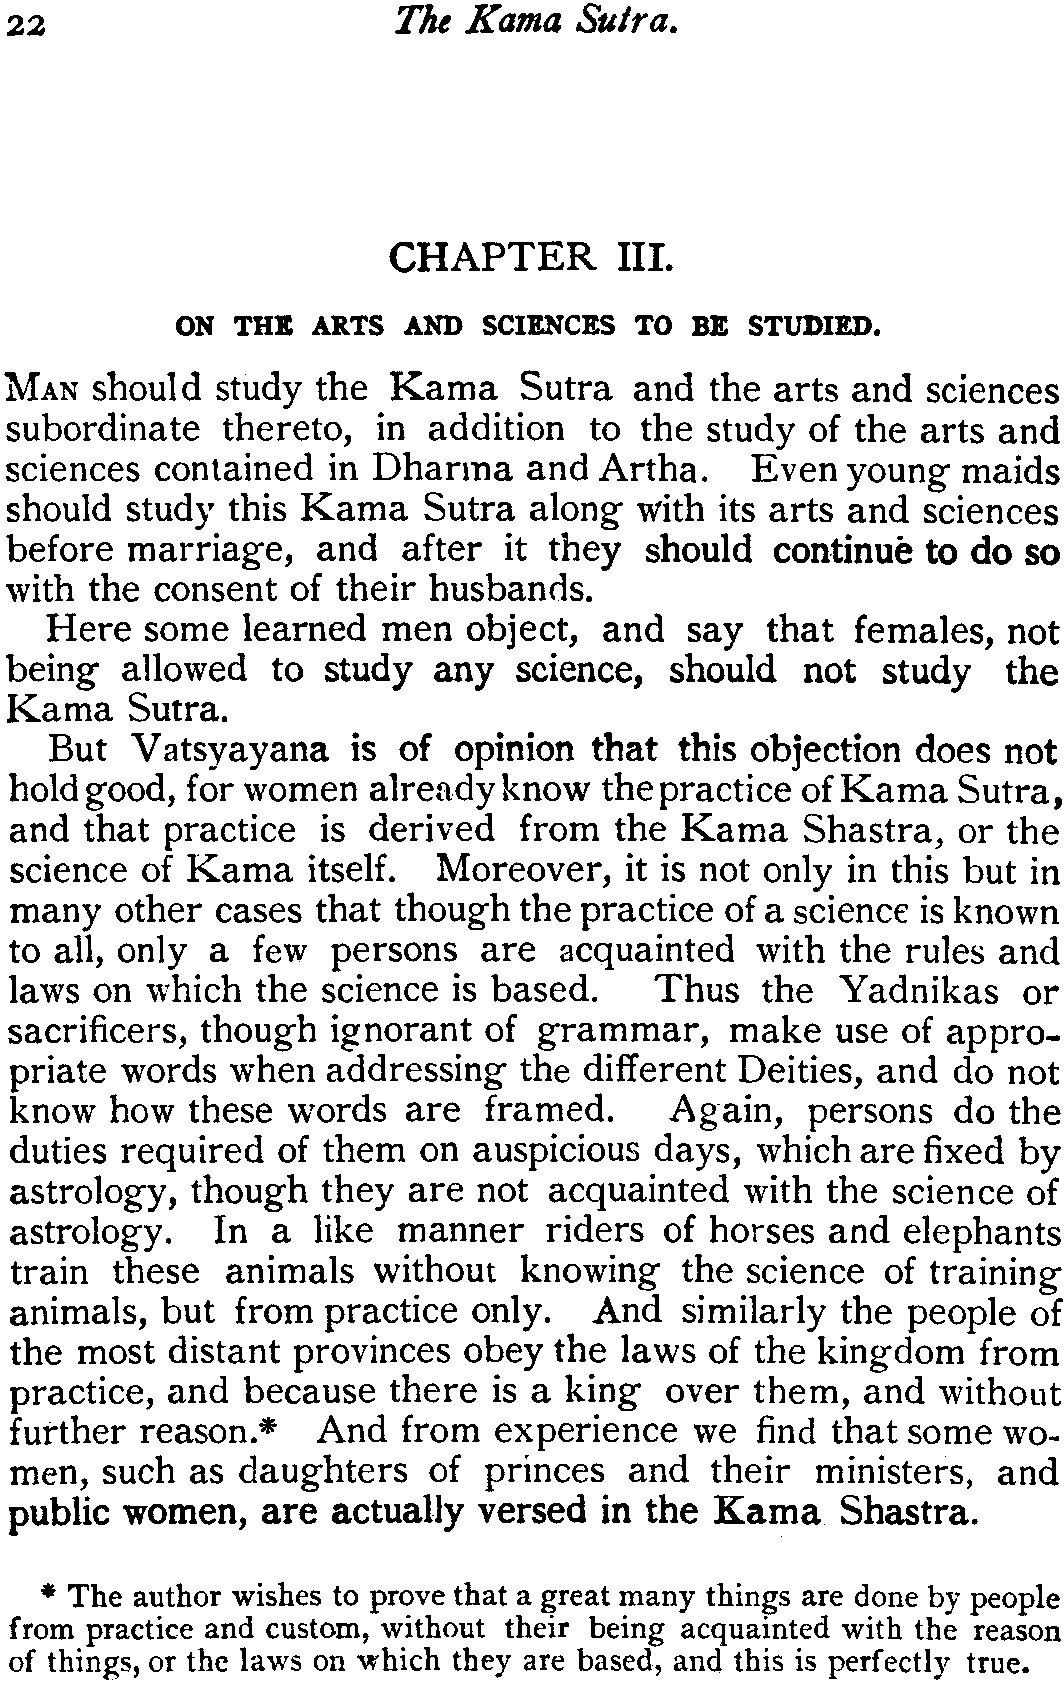 22 The Kama Sutra.
CHAPTER III.
ON THE ARTS AND SCIENCES TO BE STUDIED.
MAN should study the Kama Sutra and the arts and sciences
subordinate thereto, in addition to the study of the arts and
sciences contained in Dharma and Artha. Even young maids
should study this Kama Sutra along with its arts and sciences
before marriage, and after it they should continue to do so
with the consent of their husbands.
Here some learned men object, and say that females, not
being allowed to study any science, should not study the
Kama Sutra.
But Vatsyayana is of opinion that this objection does not
hold good, for women already know the practice of Kama Sutra,
and that practice is derived from the Kama Shastra, or the
science of Kama itself. Moreover, it is not only in this but in
many other cases that though the practice of a science is known
to all, only a few persons are acquainted with the rules and
laws on which the science is based. Thus the Yadnikas or
sacrificers, though ignorant of grammar, make use of appro-
priate words when addressing the different Deities, and do not
know how these words are framed. Again, persons do the
duties required of them on auspicious days, which are fixed by
astrology, though they are not acquainted with the science of
astrology. In a like manner riders of horses and elephants
train these animals without knowing the science of training
animals, but from practice only. And similarly the people of
the most distant provinces obey the laws of the kingdom from
practice, and because there is a king over them, and without
further reason.* And from experience we find that some wo-
men, such as daughters of princes and their ministers, and
public women, are actually versed in the Kama Shastra.
* The author wishes to prove that a great many things are done by people
from practice and custom, without their being acquainted with the reason
of things, or the laws on which they are based, and this is perfectly true.